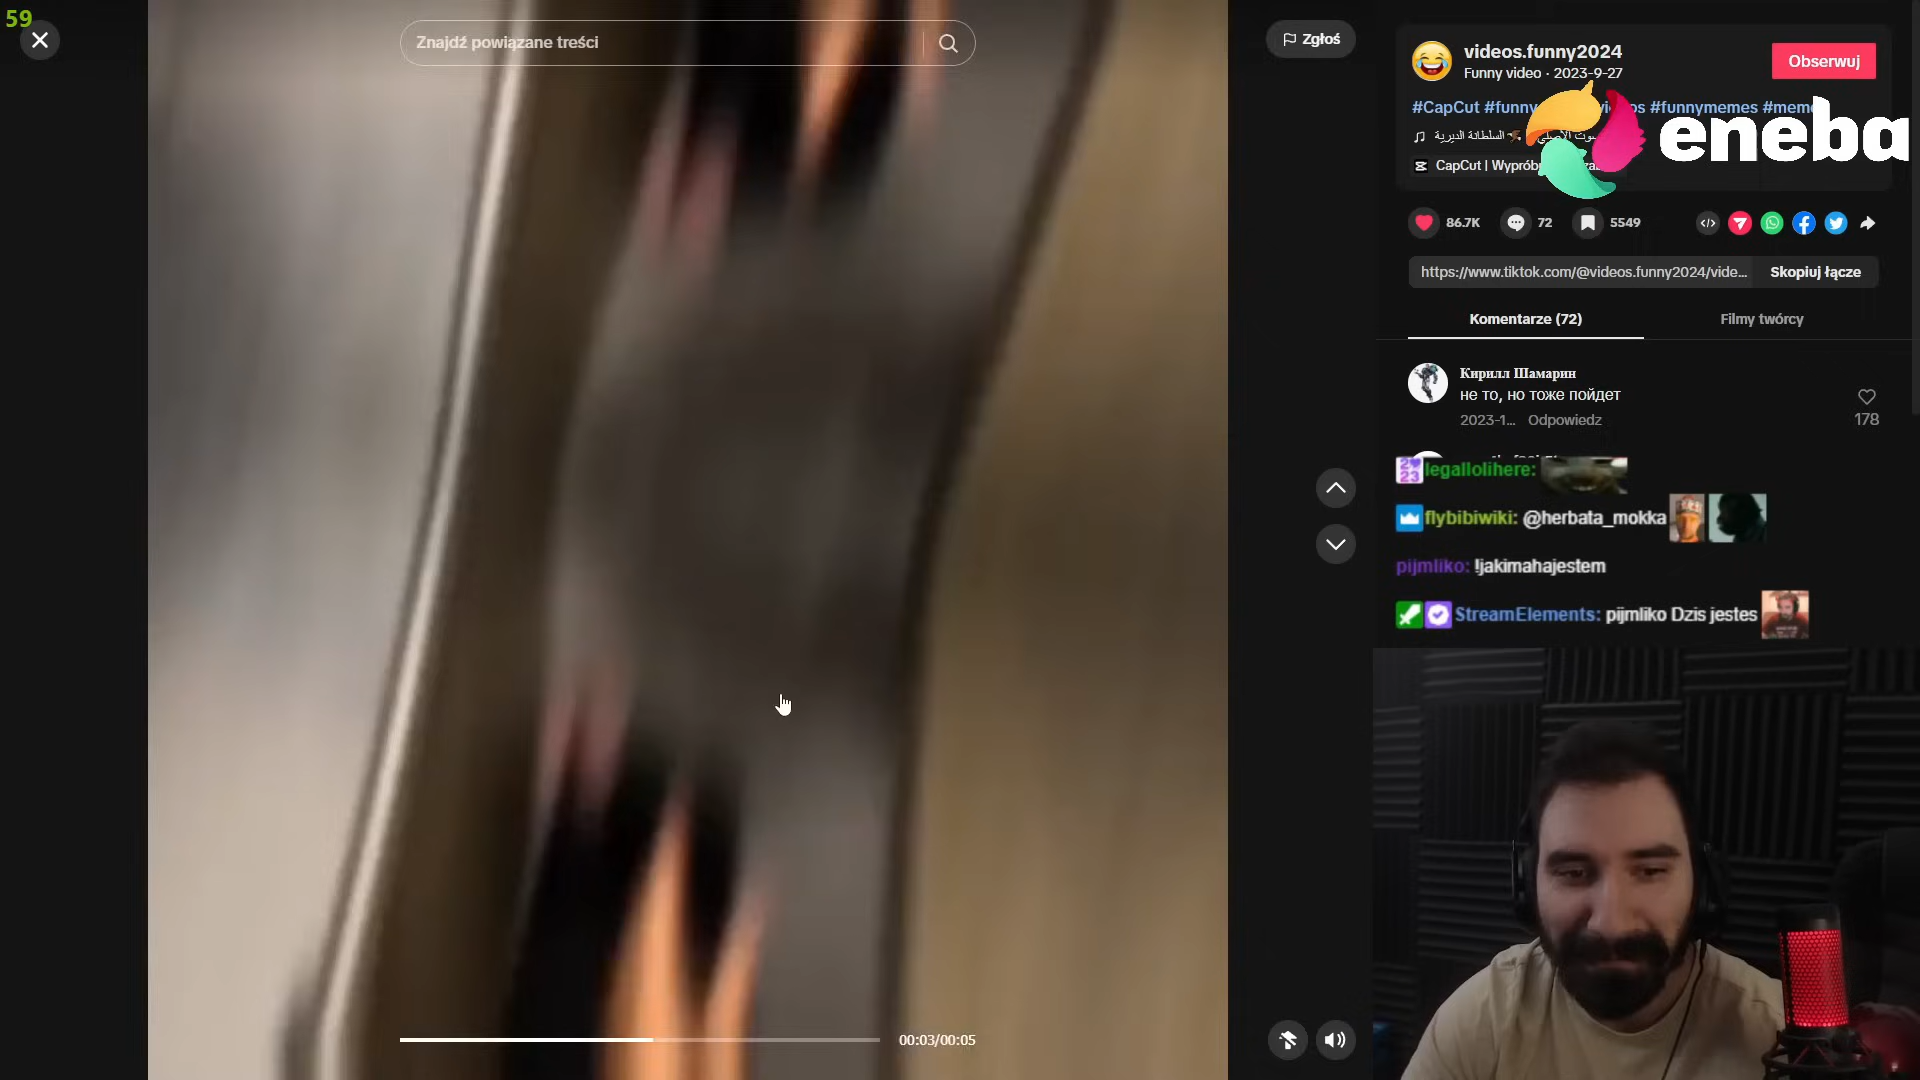 59
Znajdź powiązane treści
Zgłoś
videos.funny2024
Funny video · 2023-9-27
Obserwuj
#CapCut #funny #funnymemes #meme
eneba
CapCut | Wypróbu
86.7K
72
5549
https://www.tiktok.com/@videos.funny2024/vide...
Skopiuj łącze
Komentarze (72)
Filmy twórcy
Кирилл Шамарин
не то, но тоже пойдет
2023-1...
Odpowiedz
178
legallolihere:
flybibiwiki: @herbata_mokka
pijmliko: !jakimahajestem
StreamElements: pijmliko Dzis jestes
00:03/00:05